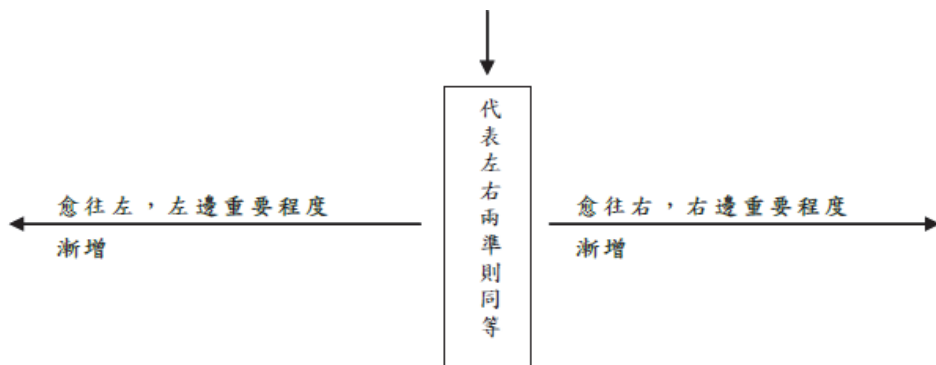 愈往左，左邊重要程度
漸增
代表左右兩準則同等
愈往右，右邊重要程度
漸增